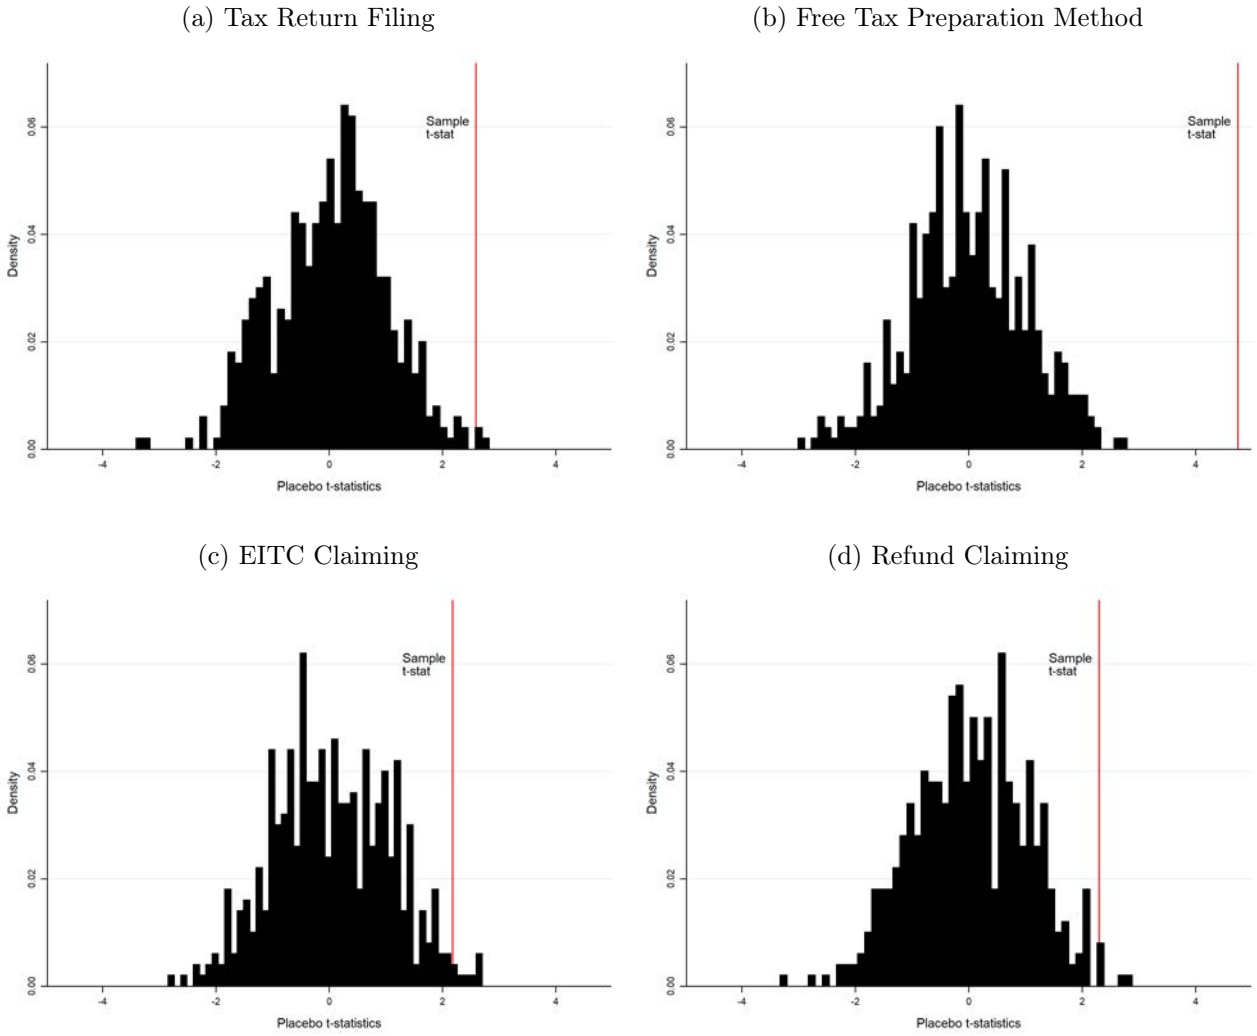 (a) Tax Return Filing
Sample
t-stat
Density
0.00 0.02 0.04 0.06
-4 -2 0 2 4
Placebo t-statistics
(b) Free Tax Preparation Method
Sample
t-stat
Density
0.00 0.02 0.04 0.06
-4 -2 0 2 4
Placebo t-statistics
(c) EITC Claiming
Sample
t-stat
Density
0.00 0.02 0.04 0.06
-4 -2 0 2 4
Placebo t-statistics
(d) Refund Claiming
Sample
t-stat
Density
0.00 0.02 0.04 0.06
-4 -2 0 2 4
Placebo t-statistics